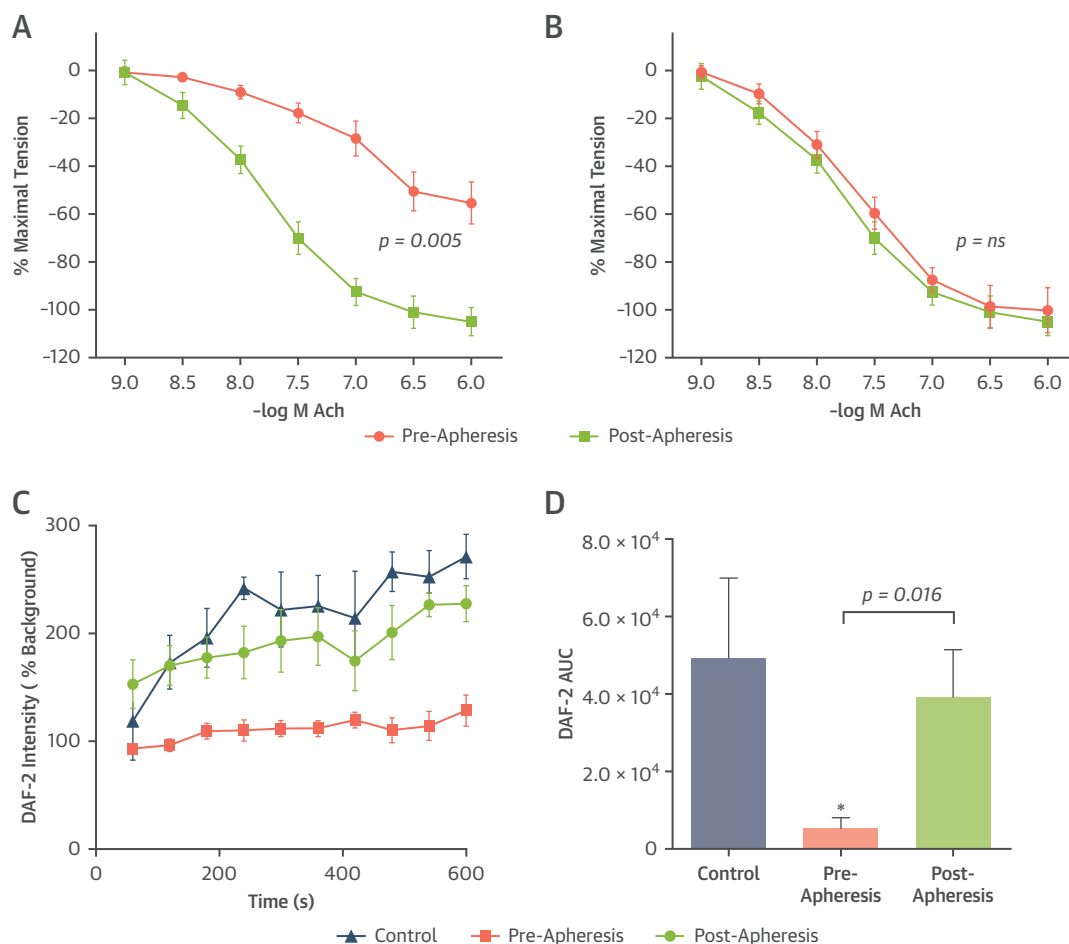 A
0
-20
-40
-60
-80
-100
-120
% Maximal Tension
p = 0.005
9.0 8.5 8.0 7.5 7.0 6.5 6.0
-log M Ach
B
0
-20
-40
-60
-80
-100
-120
% Maximal Tension
p = ns
9.0 8.5 8.0 7.5 7.0 6.5 6.0
-log M Ach
Pre-Apheresis Post-Apheresis
C
300
200
100
0
DAF-2 Intensity ( % Background)
0 200 400 600
Time (s)
D
8.0 × 10⁴
6.0 × 10⁴
4.0 × 10⁴
2.0 × 10⁴
0
DAF-2 AUC
p = 0.016
*
Control Pre- Post-
Apheresis Apheresis
Control Pre-Apheresis Post-Apheresis